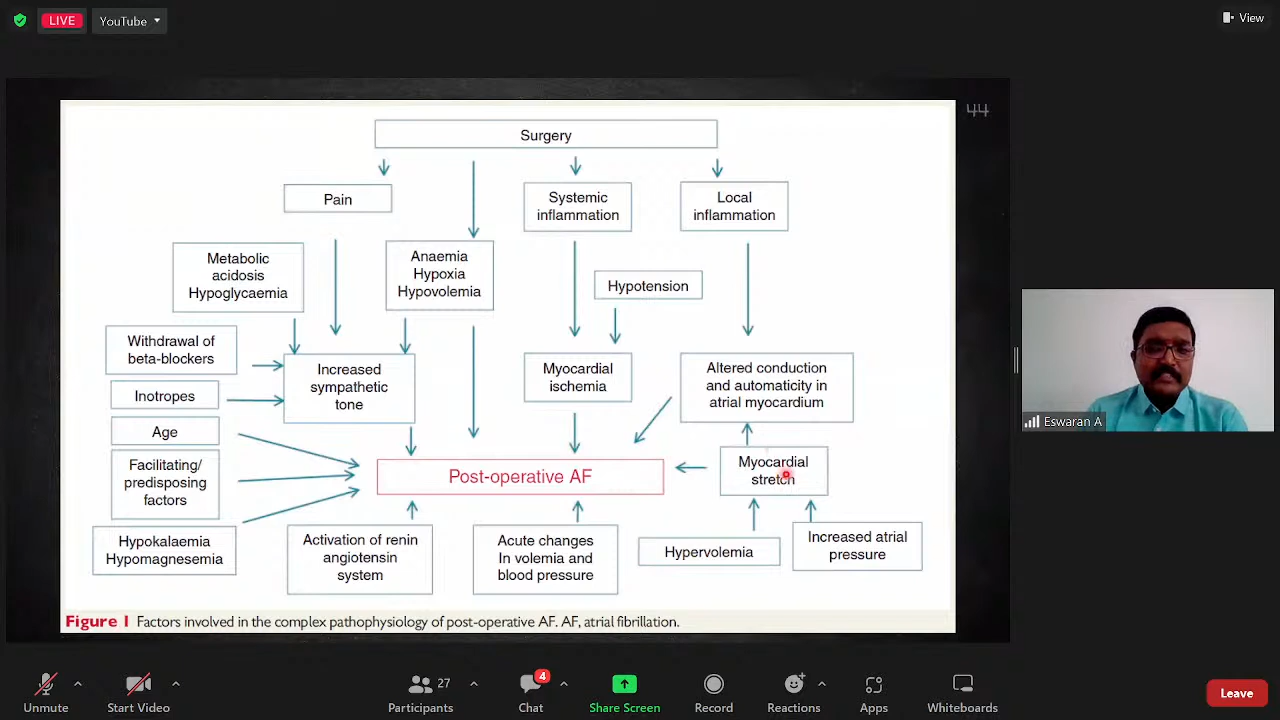 LIVE
YouTube
View
44
Surgery
Pain
Systemic
inflammation
Local
inflammation
Metabolic
acidosis
Hypoglycaemia
Anaemia
Hypoxia
Hypovolemia
Hypotension
Withdrawal of
beta-blockers
Increased
sympathetic
tone
Myocardial
ischemia
Altered conduction
and automaticity in
atrial myocardium
Inotropes
Age
Facilitating/
predisposing
factors
Post-operative AF
Myocardial
stretch
Hypokalaemia
Hypomagnesemia
Activation of renin
angiotensin
system
Acute changes
In volemia and
blood pressure
Hypervolemia
Increased atrial
pressure
Figure 1 Factors involved in the complex pathophysiology of post-operative AF. AF, atrial fibrillation.
Eswaran A
Unmute
Start Video
27
Participants
4
Chat
Share Screen
Record
Reactions
Apps
Whiteboards
Leave